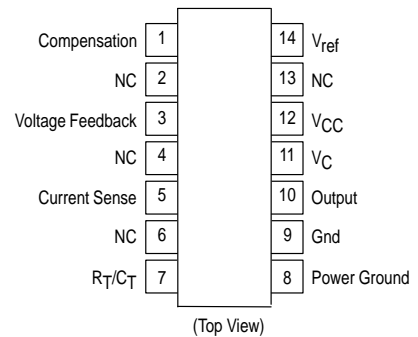 Compensation 1 14 Vref
NC 2 13 NC
Voltage Feedback 3 12 VCC
NC 4 11 VC
Current Sense 5 10 Output
NC 6 9 Gnd
RT/CT 7 8 Power Ground
(Top View)